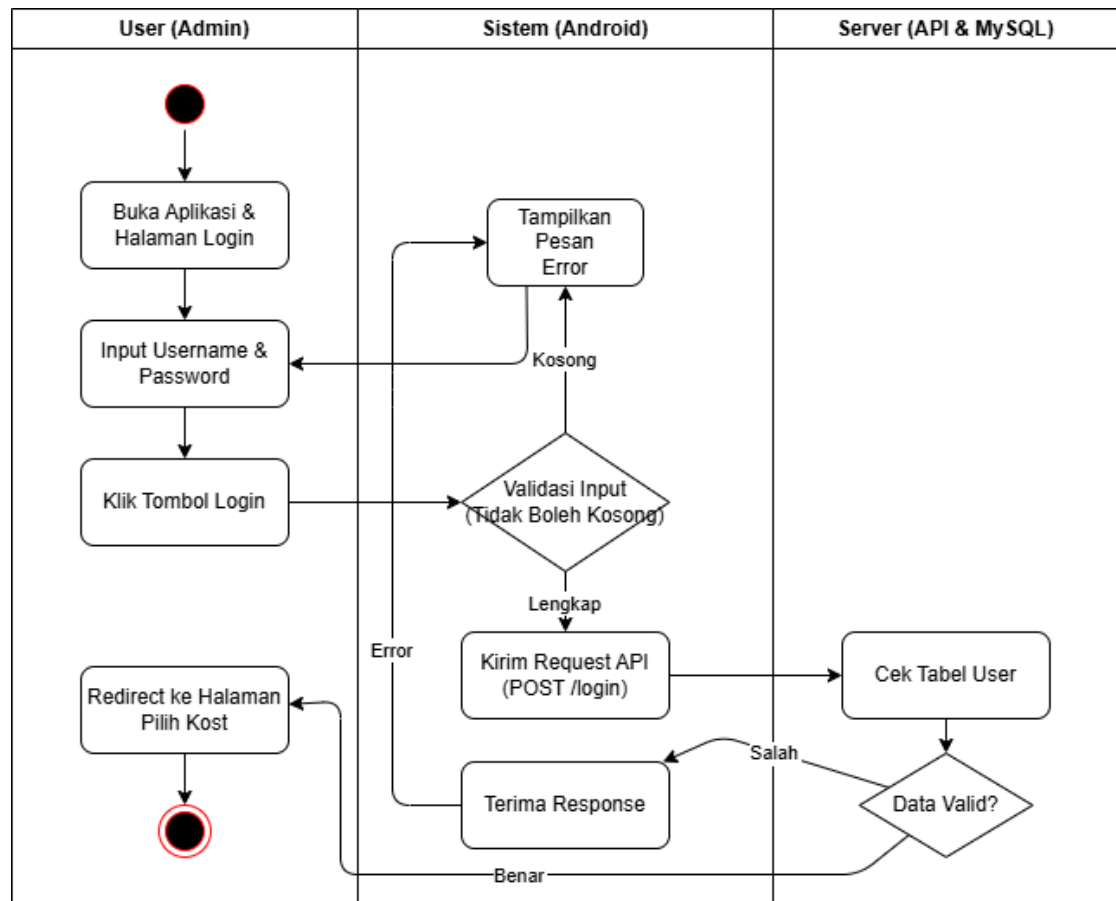 User (Admin)
Sistem (Android)
Server (API & MySQL)
Buka Aplikasi &
Halaman Login
Tampilkan
Pesan
Error
Input Username &
Password
Kosong
Klik Tombol Login
Validasi Input
(Tidak Boleh Kosong)
Lengkap
Error
Kirim Request API
(POST /login)
Cek Tabel User
Redirect ke Halaman
Pilih Kost
Salah
Terima Response
Data Valid?
Benar